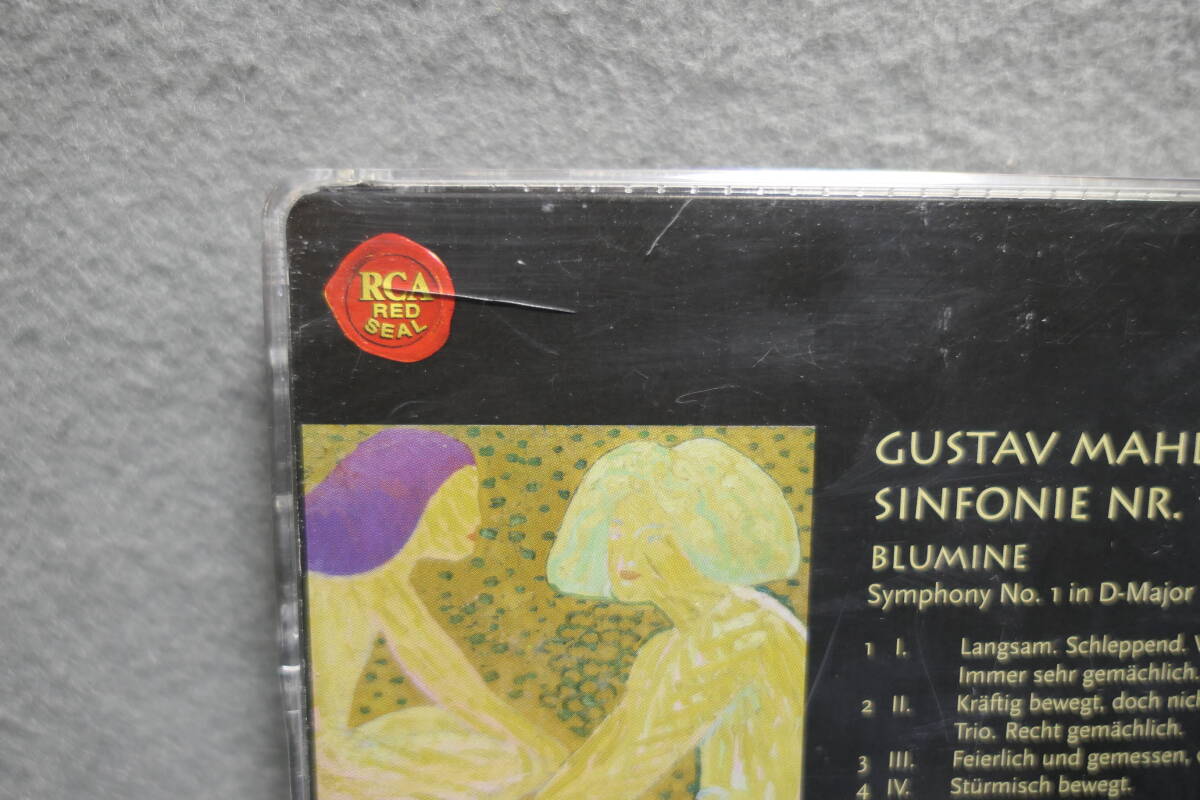 RCA
RED
SEAL
GUSTAV MAHL
SINFONIE NR.
BLUMINE
Symphony No. 1 in D-Major
1 I. Langsam. Schleppend.
Immer sehr gemächlich.
2 II. Kräftig bewegt, doch nic
Trio. Recht gemächlich.
3 III. Feierlich und gemessen,
4 IV. Stürmisch bewegt.